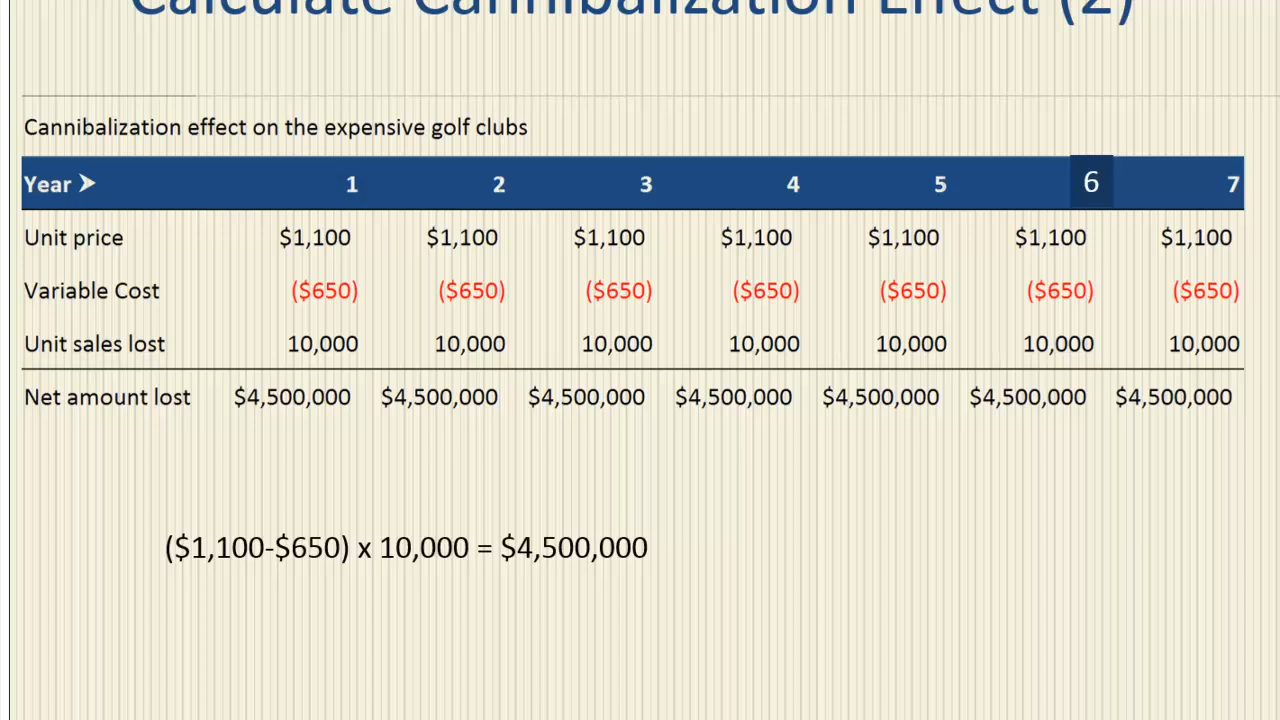 Calculate Cannibalization Effect (2)
Cannibalization effect on the expensive golf clubs
Year ➤ 1 2 3 4 5 6 7
Unit price $1,100 $1,100 $1,100 $1,100 $1,100 $1,100 $1,100
Variable Cost ($650) ($650) ($650) ($650) ($650) ($650) ($650)
Unit sales lost 10,000 10,000 10,000 10,000 10,000 10,000 10,000
Net amount lost $4,500,000 $4,500,000 $4,500,000 $4,500,000 $4,500,000 $4,500,000 $4,500,000
($1,100-$650) x 10,000 = $4,500,000